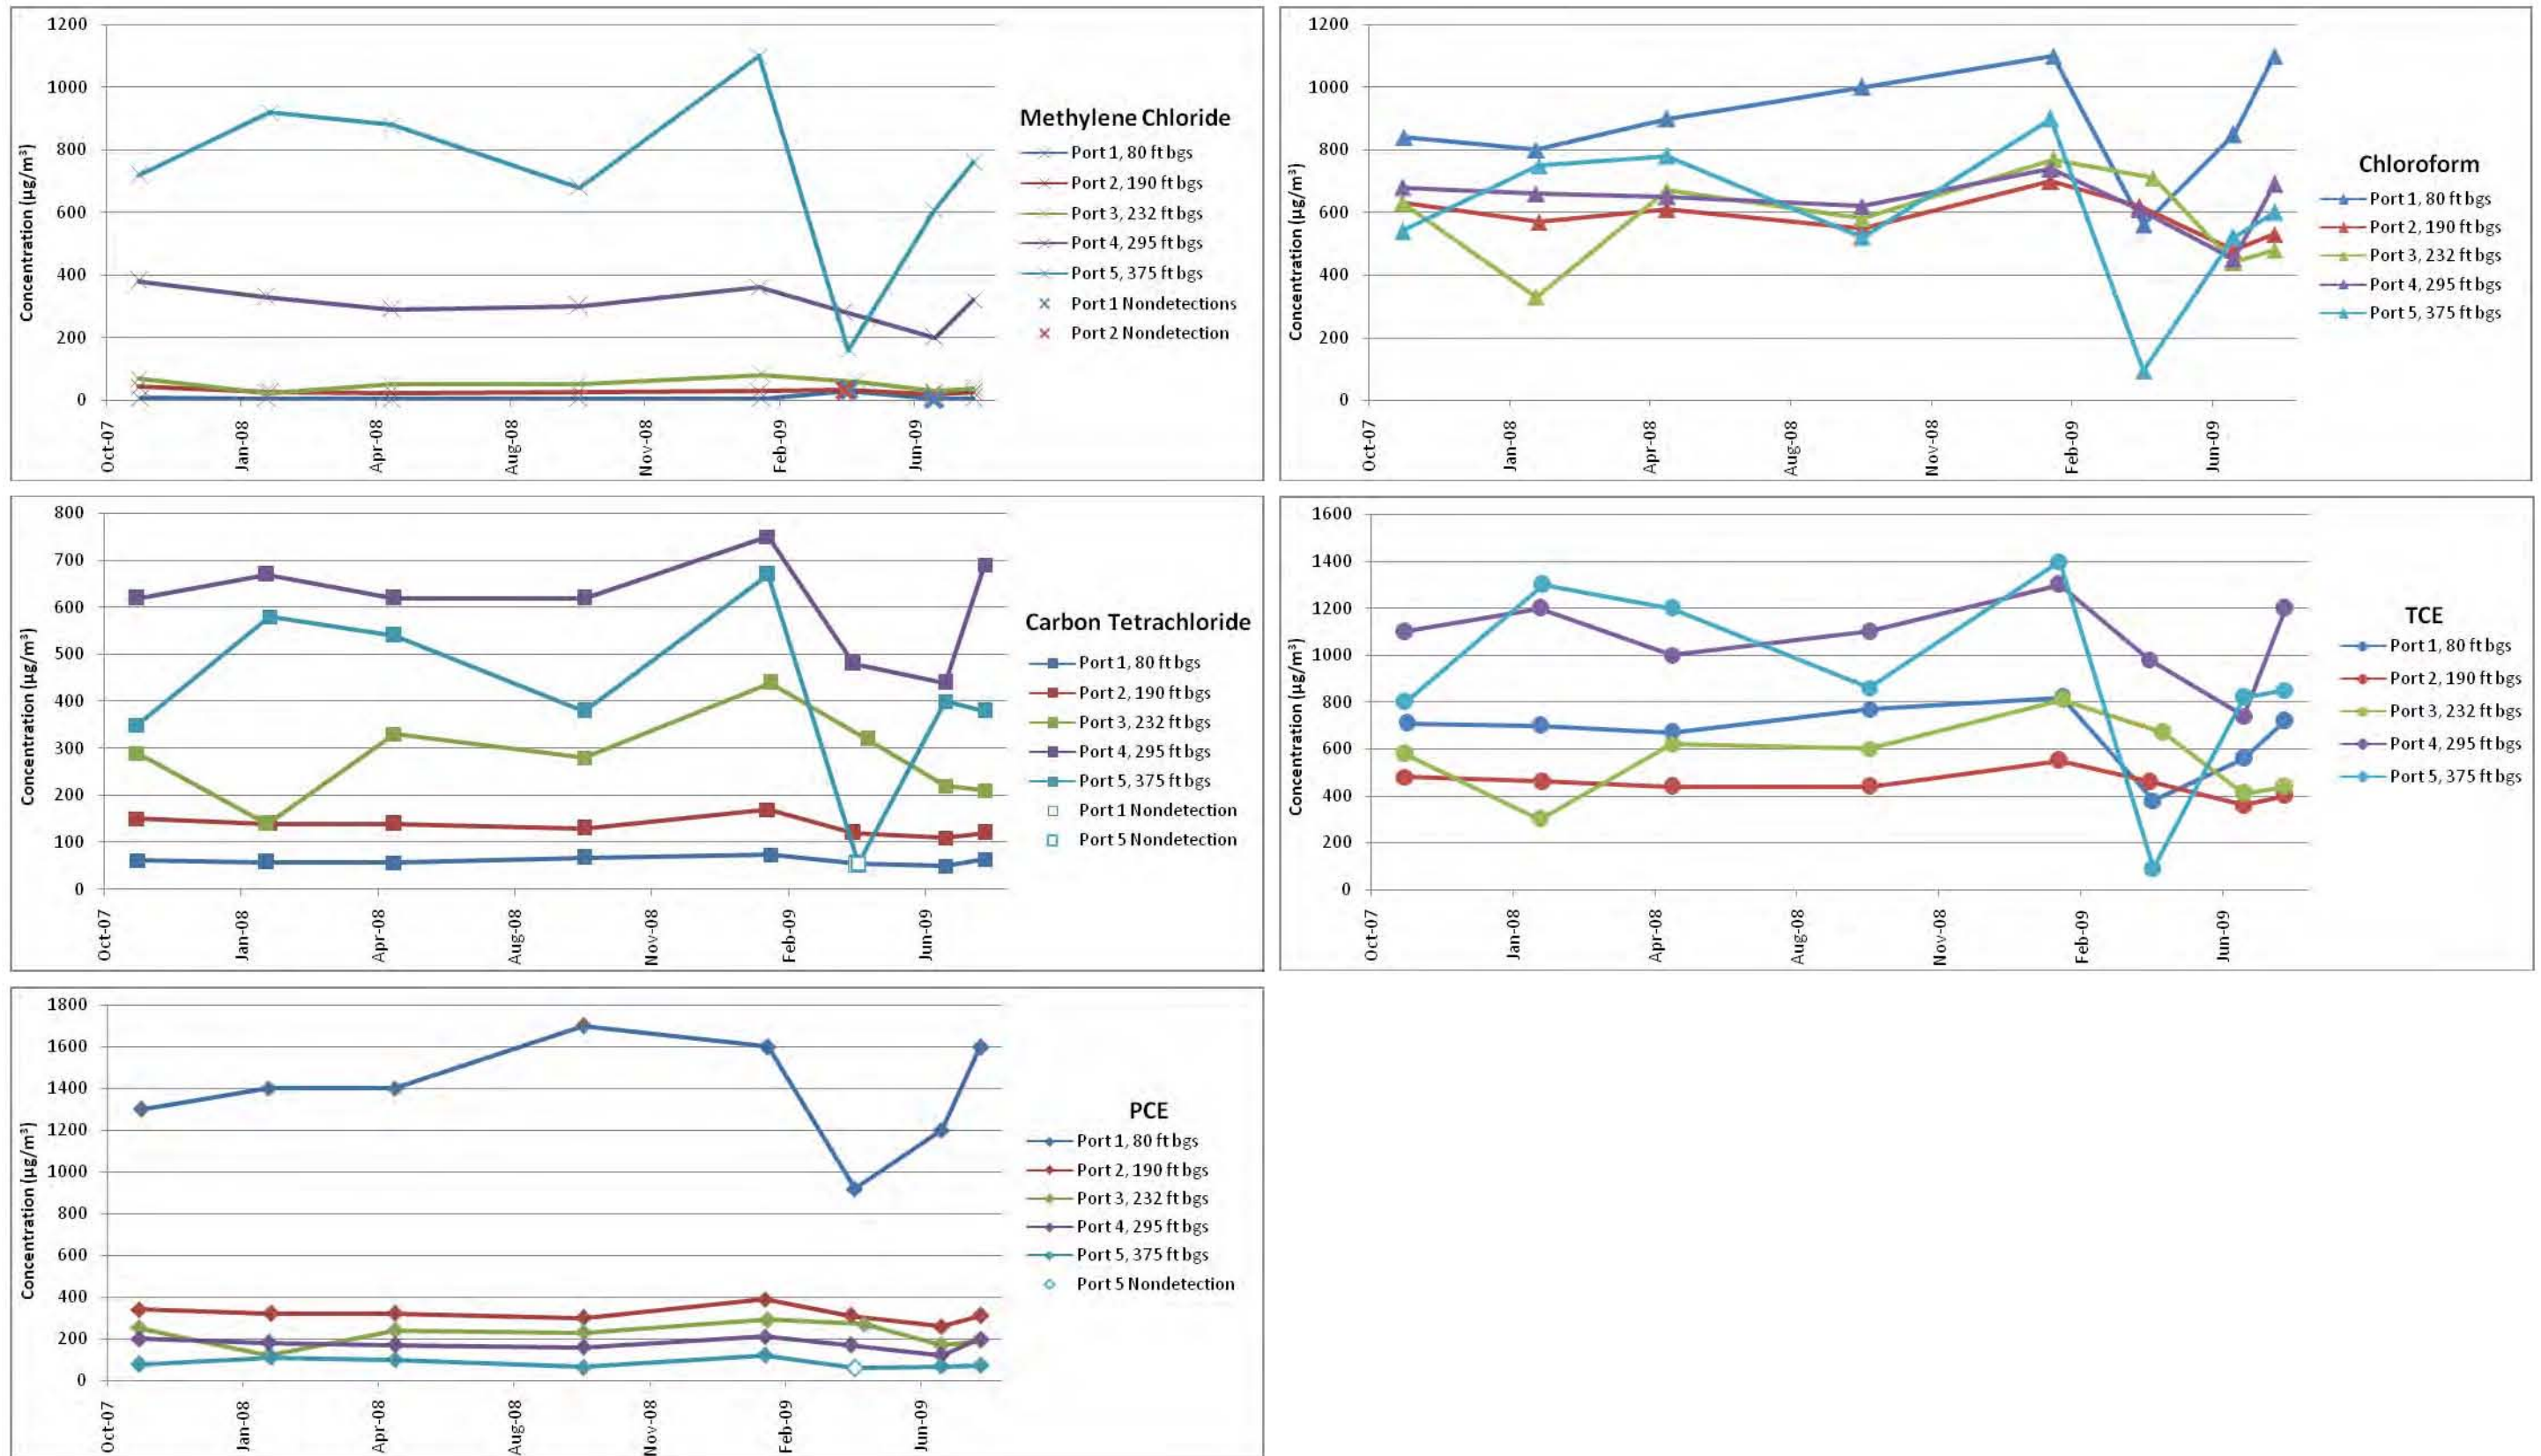 1200
1000
800
600
400
200
0
Concentration (µg/m³)
Oct-07
Jan-08
Apr-08
Aug-08
Nov-08
Feb-09
Jun-09
Methylene Chloride
Port 1, 80 ft bgs
Port 2, 190 ft bgs
Port 3, 232 ft bgs
Port 4, 295 ft bgs
Port 5, 375 ft bgs
Port 1 Nondetections
Port 2 Nondetection
1200
1000
800
600
400
200
0
Concentration (µg/m³)
Oct-07
Jan-08
Apr-08
Aug-08
Nov-08
Feb-09
Jun-09
Chloroform
Port 1, 80 ft bgs
Port 2, 190 ft bgs
Port 3, 232 ft bgs
Port 4, 295 ft bgs
Port 5, 375 ft bgs
800
700
600
500
400
300
200
100
0
Concentration (µg/m³)
Oct-07
Jan-08
Apr-08
Aug-08
Nov-08
Feb-09
Jun-09
Carbon Tetrachloride
Port 1, 80 ft bgs
Port 2, 190 ft bgs
Port 3, 232 ft bgs
Port 4, 295 ft bgs
Port 5, 375 ft bgs
Port 1 Nondetection
Port 5 Nondetection
1600
1400
1200
1000
800
600
400
200
0
Concentration (µg/m³)
Oct-07
Jan-08
Apr-08
Aug-08
Nov-08
Feb-09
Jun-09
TCE
Port 1, 80 ft bgs
Port 2, 190 ft bgs
Port 3, 232 ft bgs
Port 4, 295 ft bgs
Port 5, 375 ft bgs
1800
1600
1400
1200
1000
800
600
400
200
0
Concentration (µg/m³)
Oct-07
Jan-08
Apr-08
Aug-08
Nov-08
Feb-09
Jun-09
PCE
Port 1, 80 ft bgs
Port 2, 190 ft bgs
Port 3, 232 ft bgs
Port 4, 295 ft bgs
Port 5, 375 ft bgs
Port 5 Nondetection